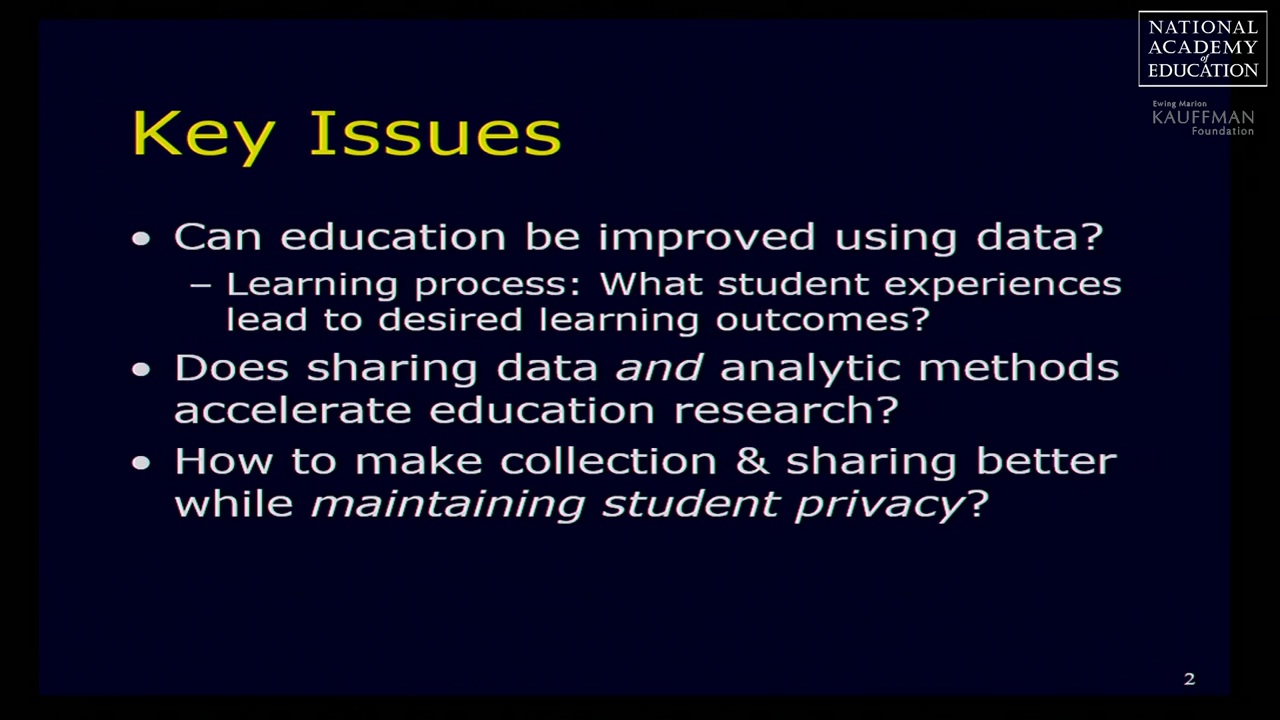 NATIONAL
ACADEMY
of
EDUCATION
Ewing Marion
KAUFFMAN
Foundation
Key Issues
• Can education be improved using data?
– Learning process: What student experiences
lead to desired learning outcomes?
• Does sharing data and analytic methods
accelerate education research?
• How to make collection & sharing better
while maintaining student privacy?
2